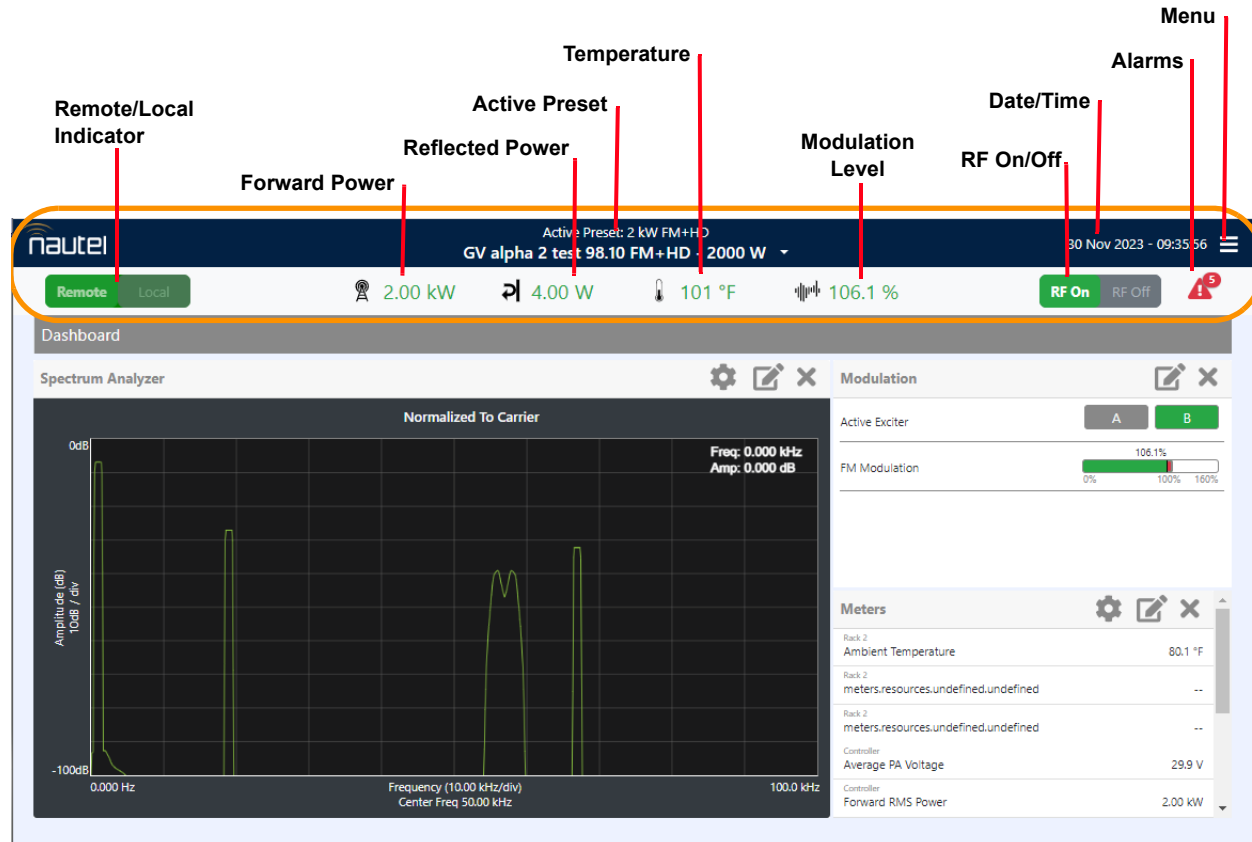 Menu
Temperature
Alarms
Remote/Local
Indicator
Active Preset
Date/Time
Reflected Power
Modulation
Level
RF On/Off
Forward Power
nautel
Active Preset: 2 kW FM+HD
GV alpha 2 test 98.10 FM+HD - 2000 W
30 Nov 2023 - 09:35:56
Remote Local
2.00 kW 4.00 W 101 °F 106.1 %
RF On RF Off
5
Dashboard
Spectrum Analyzer
Normalized To Carrier
0dB
Freq: 0.000 kHz
Amp: 0.000 dB
Amplitude (dB)
10dB / div
-100dB
0.000 Hz
Frequency (10.00 kHz/div)
100.0 kHz
Center Freq 50.00 kHz
Modulation
Active Exciter A B
106.1%
FM Modulation
0% 100% 160%
Meters
Rack 2
Ambient Temperature 80.1 °F
Rack 2
meters.resources.undefined.undefined --
Rack 2
meters.resources.undefined.undefined --
Controller
Average PA Voltage 29.9 V
Controller
Forward RMS Power 2.00 kW